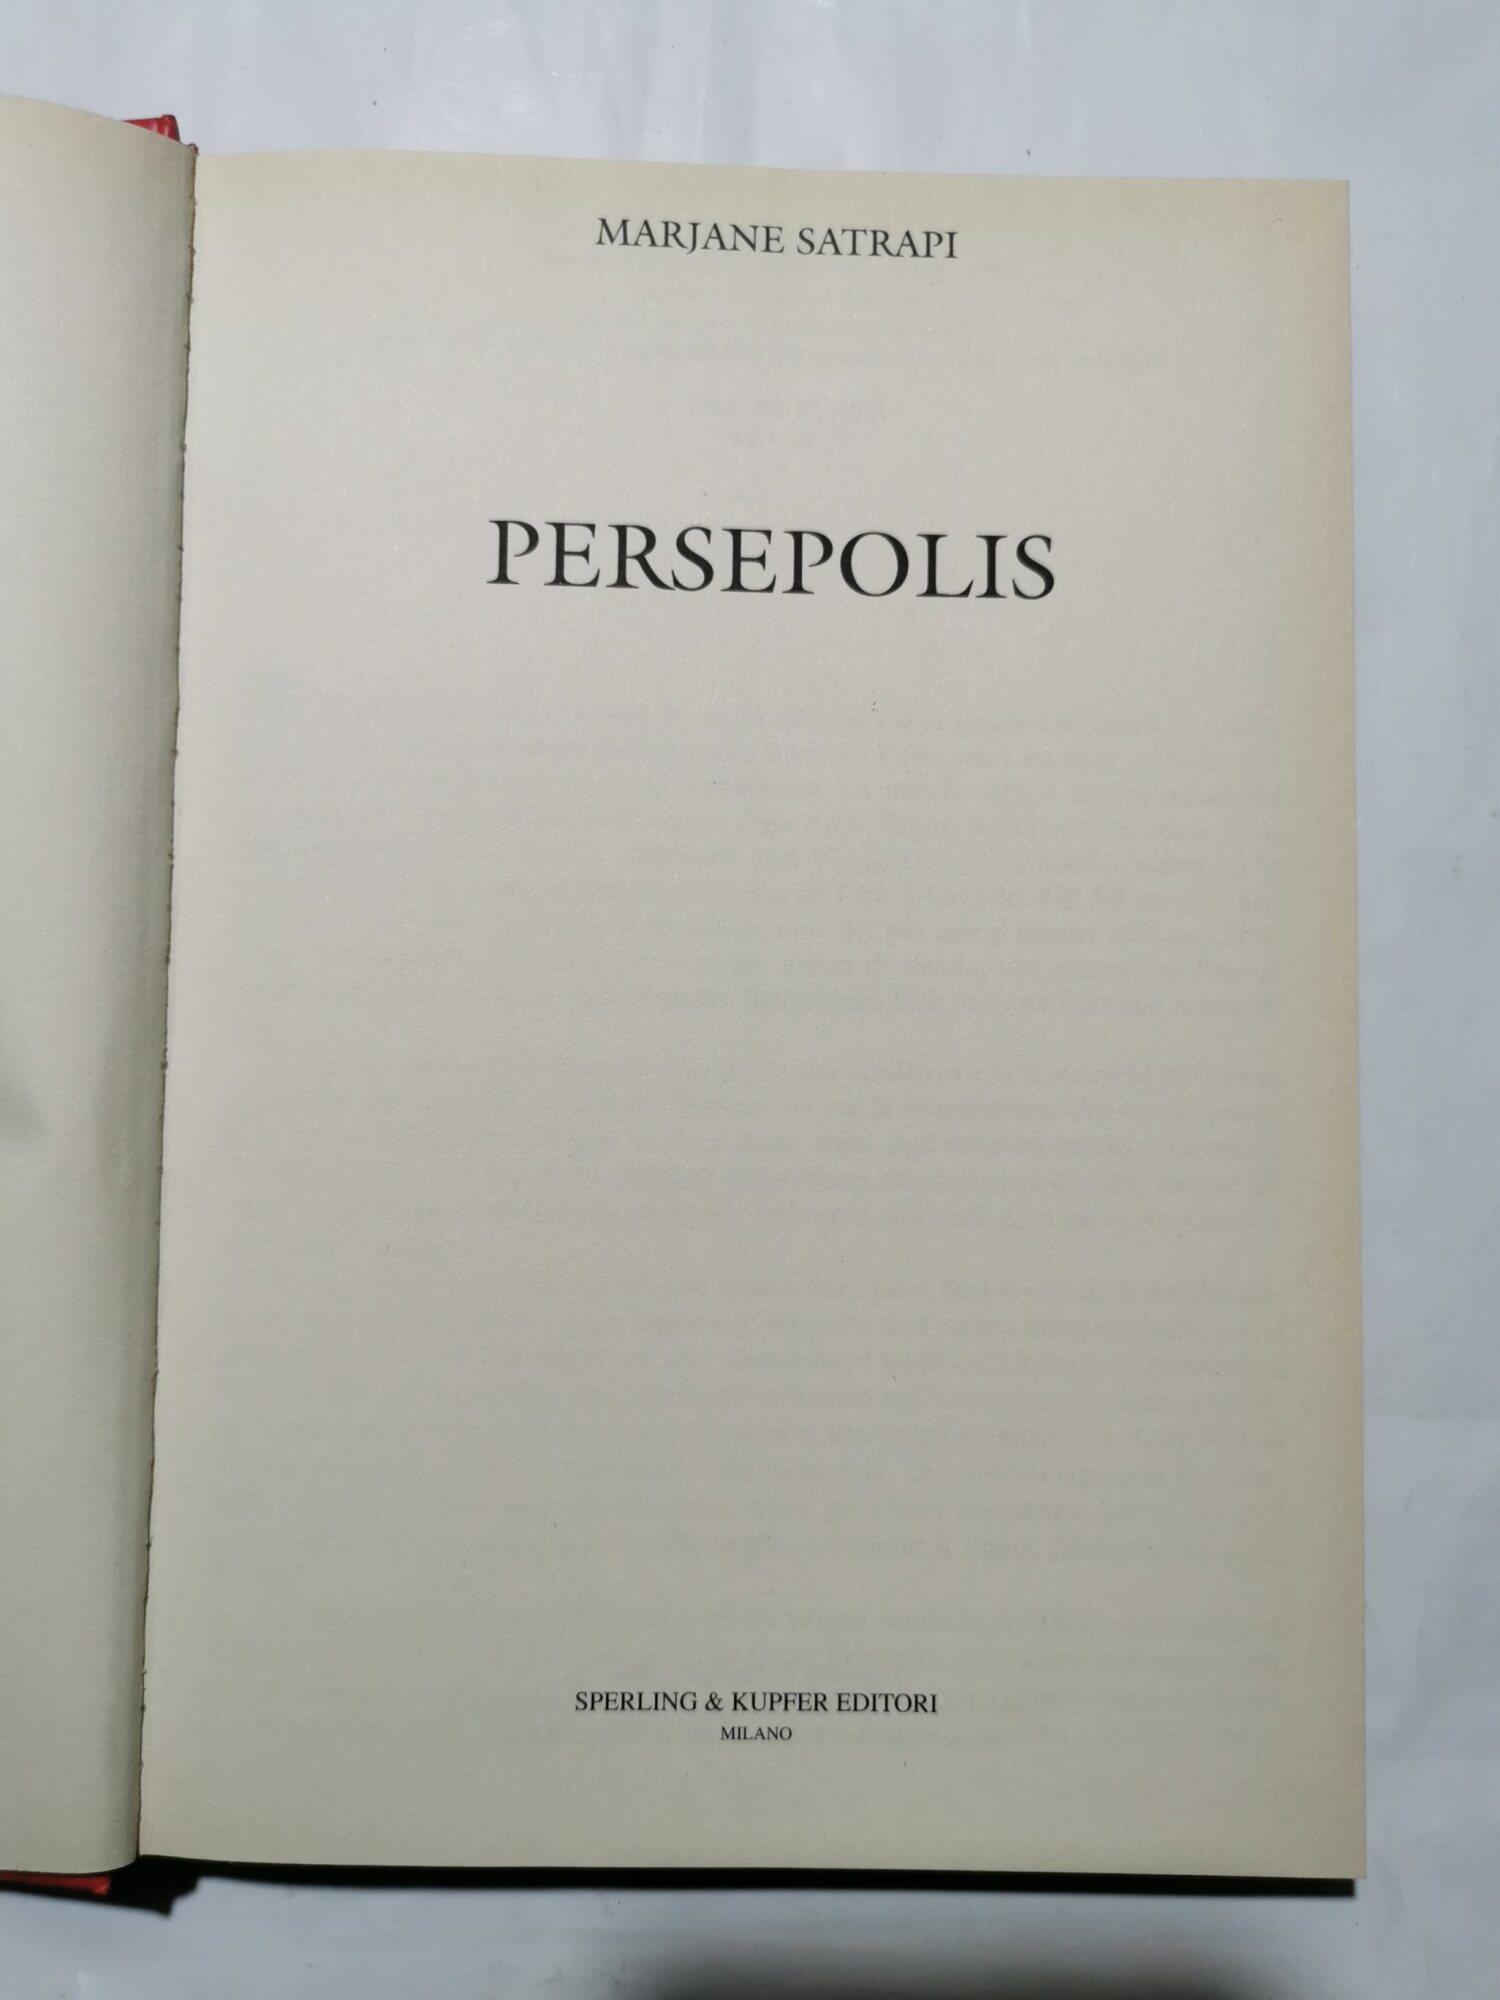 MARJANE SATRAPI
PERSEPOLIS
SPERLING & KUPFER EDITORI
MILANO